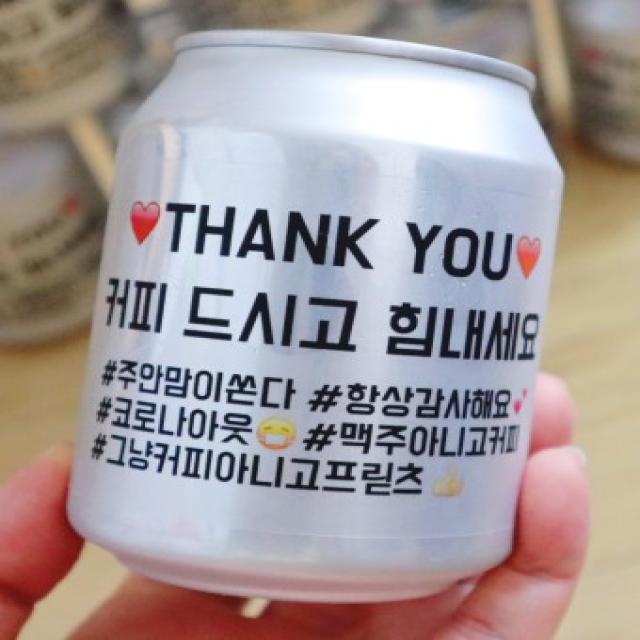 ❤️THANK YOU❤️
커피 드시고 힘내세요
#주안맘이쏜다 #항상감사해요💕
#코로나아웃😷 #맥주아니고커피
#그냥커피아니고프릳츠👍